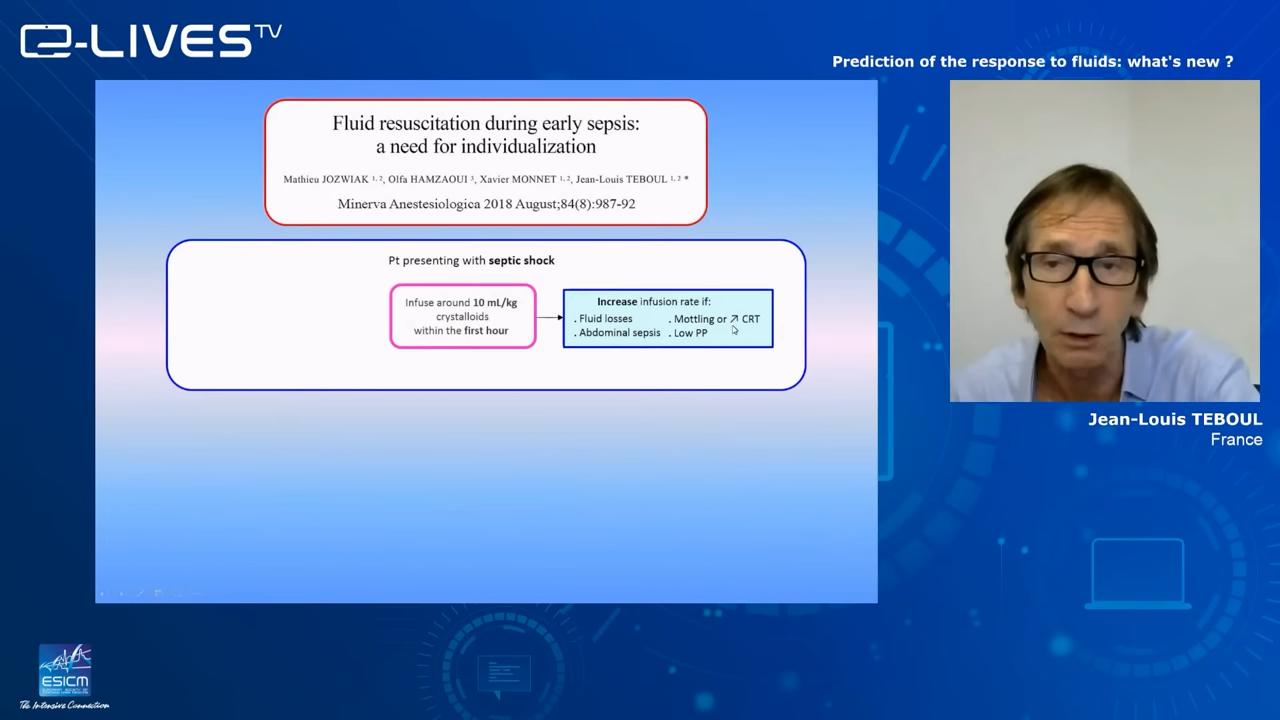 e-LIVES TV
Prediction of the response to fluids: what's new ?
Fluid resuscitation during early sepsis:
a need for individualization
Mathieu JOZWIAK 1, 2, Olfa HAMZAOUI 3, Xavier MONNET 1, 2, Jean-Louis TEBOUL 1, 2 *
Minerva Anestesiologica 2018 August;84(8):987-92
Pt presenting with septic shock
Infuse around 10 mL/kg
crystalloids
within the first hour
Increase infusion rate if:
. Fluid losses . Mottling or ↗ CRT
. Abdominal sepsis . Low PP
Jean-Louis TEBOUL
France
ESICM
The Intensive Connection